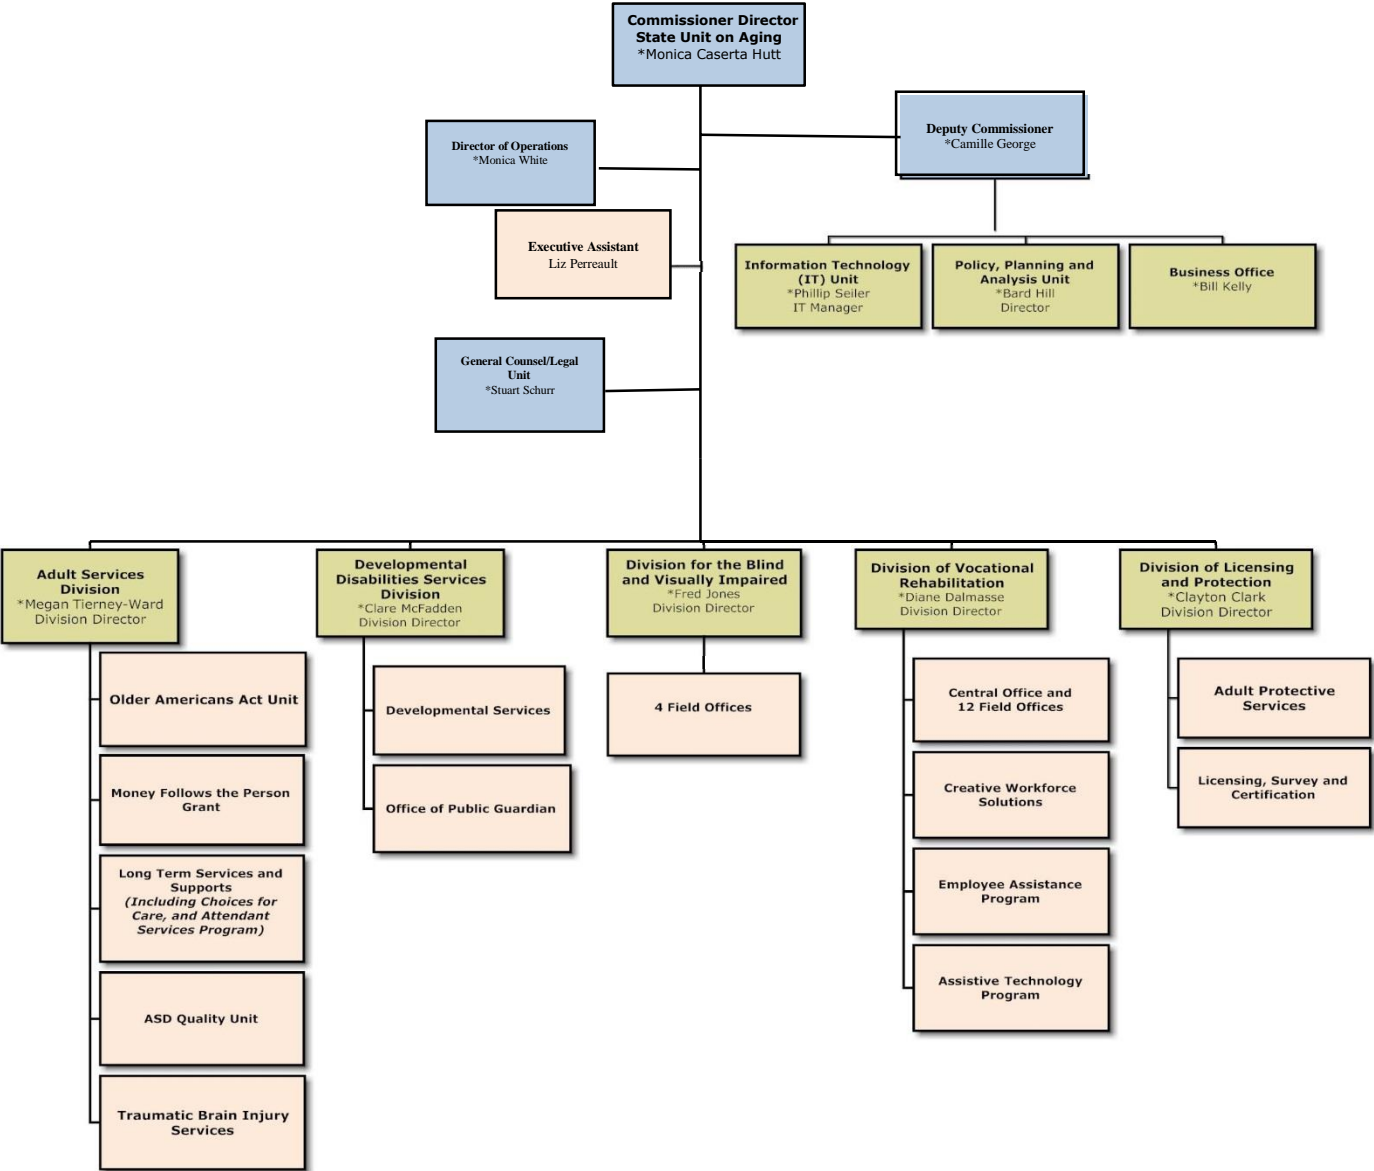 Commissioner Director
State Unit on Aging
*Monica Caserta Hutt
Deputy Commissioner
*Camille George
Director of Operations
*Monica White
Executive Assistant
Liz Perreault
Information Technology
(IT) Unit
*Phillip Seiler
IT Manager
Policy, Planning and
Analysis Unit
*Bard Hill
Director
Business Office
*Bill Kelly
General Counsel/Legal
Unit
*Stuart Schurr
Adult Services
Division
*Megan Tierney-Ward
Division Director
Older Americans Act Unit
Money Follows the Person
Grant
Long Term Services and
Supports
(Including Choices for
Care, and Attendant
Services Program)
ASD Quality Unit
Traumatic Brain Injury
Services
Developmental
Disabilities Services
Division
*Clare McFadden
Division Director
Developmental Services
Office of Public Guardian
Division for the Blind
and Visually Impaired
*Fred Jones
Division Director
4 Field Offices
Division of Vocational
Rehabilitation
*Diane Dalmasse
Division Director
Central Office and
12 Field Offices
Creative Workforce
Solutions
Employee Assistance
Program
Assistive Technology
Program
Division of Licensing
and Protection
*Clayton Clark
Division Director
Adult Protective
Services
Licensing, Survey and
Certification